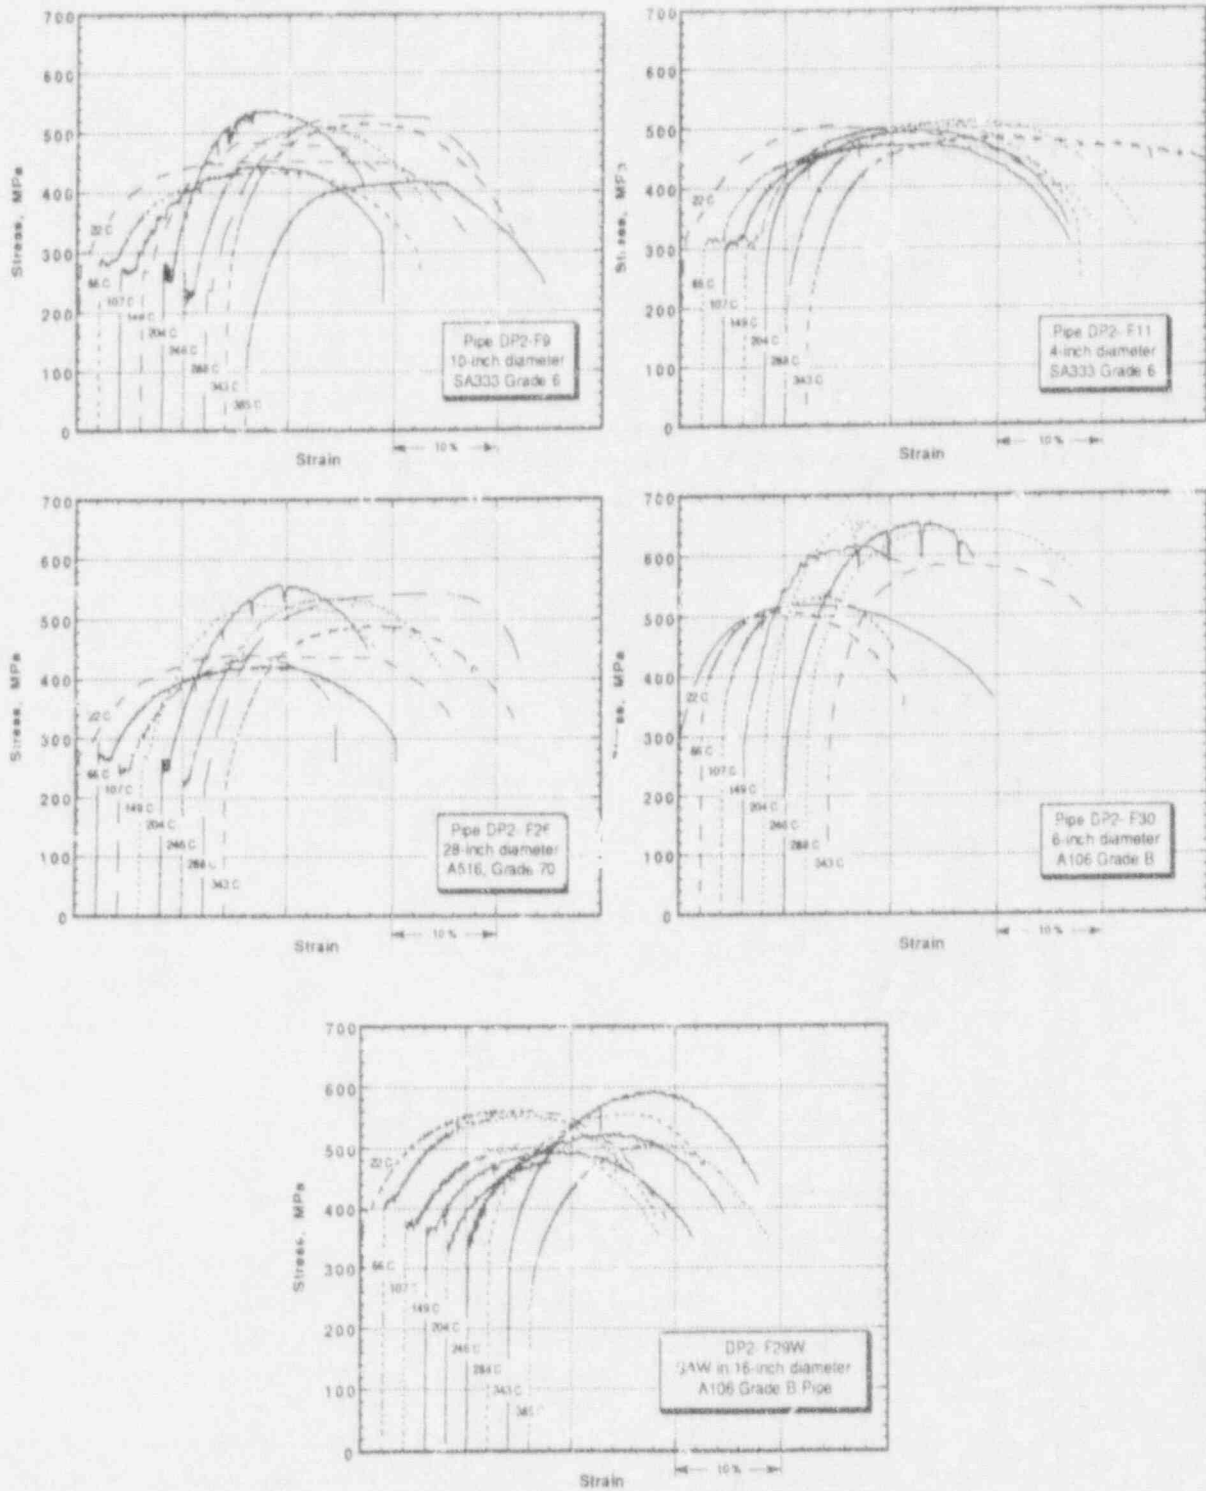 700
600
500
400
300
200
100
0
Stress, MPa
22 C
66 C
107 C
149 C
204 C
246 C
288 C
343 C
385 C
Pipe DP2-F9
10-inch diameter
SA333 Grade 6
10%
Strain
700
600
500
400
300
200
100
0
MPa
22 C
66 C
107 C
149 C
204 C
288 C
343 C
Pipe DP2-F11
4-inch diameter
SA333 Grade 6
10%
Strain
700
600
500
400
300
200
100
0
Stress, MPa
22 C
66 C
107 C
149 C
204 C
246 C
288 C
343 C
Pipe DP2-F26
28-inch diameter
A516, Grade 70
10%
Strain
700
600
500
400
300
200
100
0
MPa
22 C
66 C
107 C
149 C
204 C
246 C
288 C
343 C
Pipe DP2-F30
6-inch diameter
A106 Grade B
10%
Strain
700
600
500
400
300
200
100
0
Stress, MPa
22 C
66 C
107
149 C
204 C
246 C
288 C
343 C
385
DP2-F29W
SAW in 16-inch diameter
A106 Grade B Pipe
10%
Strain